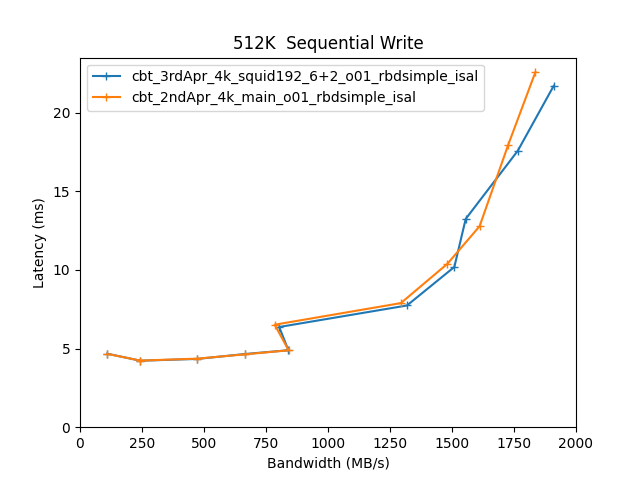 512K  Sequential Write
cbt_3rdApr_4k_squid192_6+2_o01_rbdsimple_isal
cbt_2ndApr_4k_main_o01_rbdsimple_isal
Latency (ms)
20
15
10
5
0
0 250 500 750 1000 1250 1500 1750 2000
Bandwidth (MB/s)